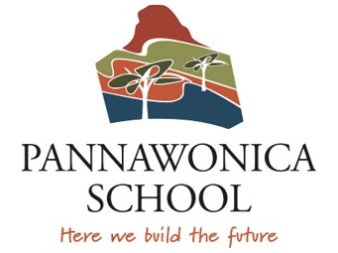 PANNAWONICA
SCHOOL
Here we build the future